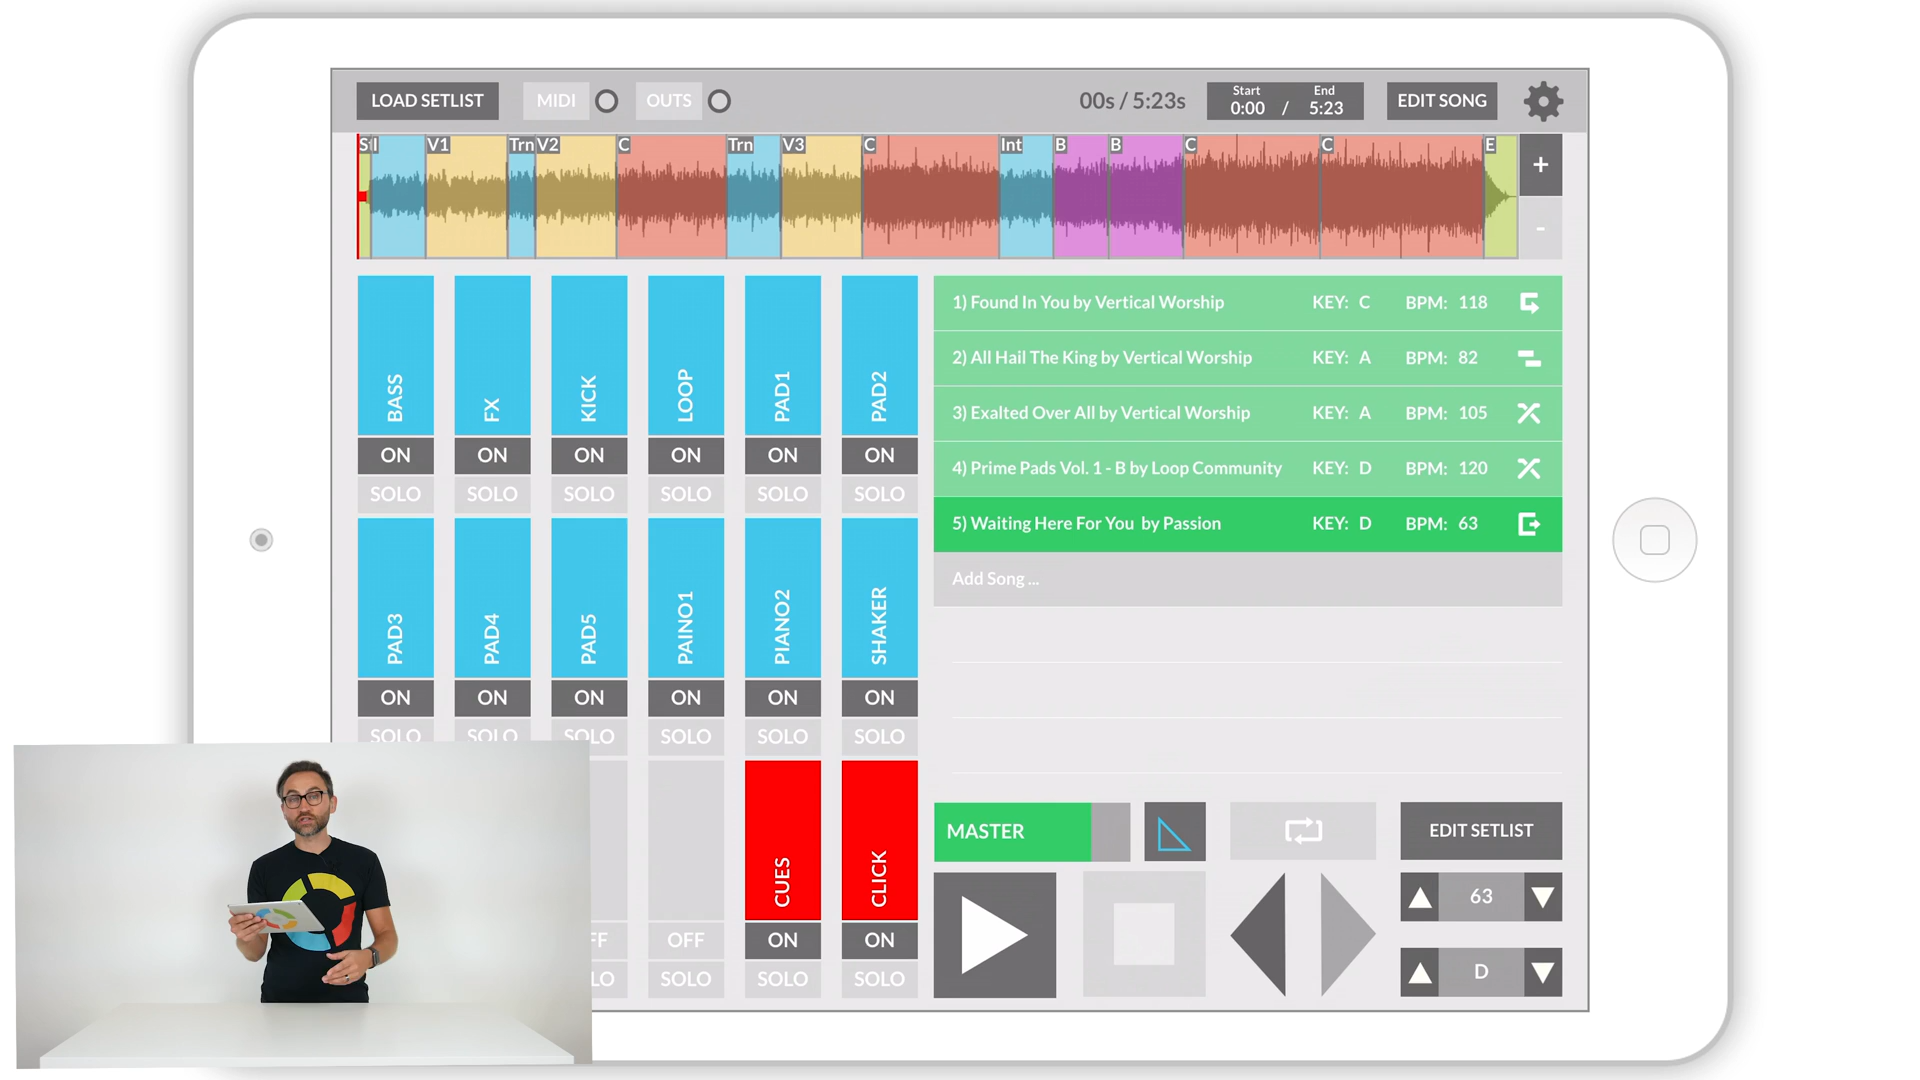 LOAD SETLIST MIDI OUTS 00s / 5:23s Start 0:00 / End 5:23 EDIT SONG
I V1 Trn V2 C Trn V3 C Int B B C C E
+
-
BASS FX KICK LOOP PAD1 PAD2
ON ON ON ON ON ON
SOLO SOLO SOLO SOLO SOLO SOLO
PAD3 PAD4 PAD5 PAINO1 PIANO2 SHAKER
ON ON ON ON ON ON
SOLO SOLO SOLO SOLO SOLO SOLO
CUES CLICK
FF OFF ON ON
LO SOLO SOLO SOLO
1) Found In You by Vertical Worship KEY: C BPM: 118
2) All Hail The King by Vertical Worship KEY: A BPM: 82
3) Exalted Over All by Vertical Worship KEY: A BPM: 105
4) Prime Pads Vol. 1 - B by Loop Community KEY: D BPM: 120
5) Waiting Here For You by Passion KEY: D BPM: 63
Add Song ...
MASTER EDIT SETLIST
63
D